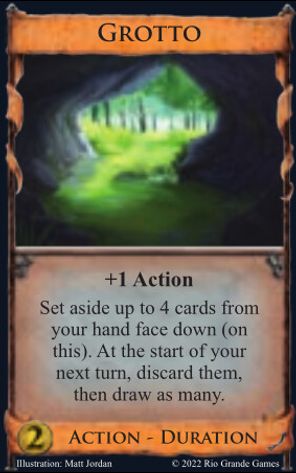 GROTTO
+1 Action
Set aside up to 4 cards from
your hand face down (on
this). At the start of your
next turn, discard them,
then draw as many.
2
ACTION - DURATION
Illustration: Matt Jordan
© 2022 Rio Grande Games